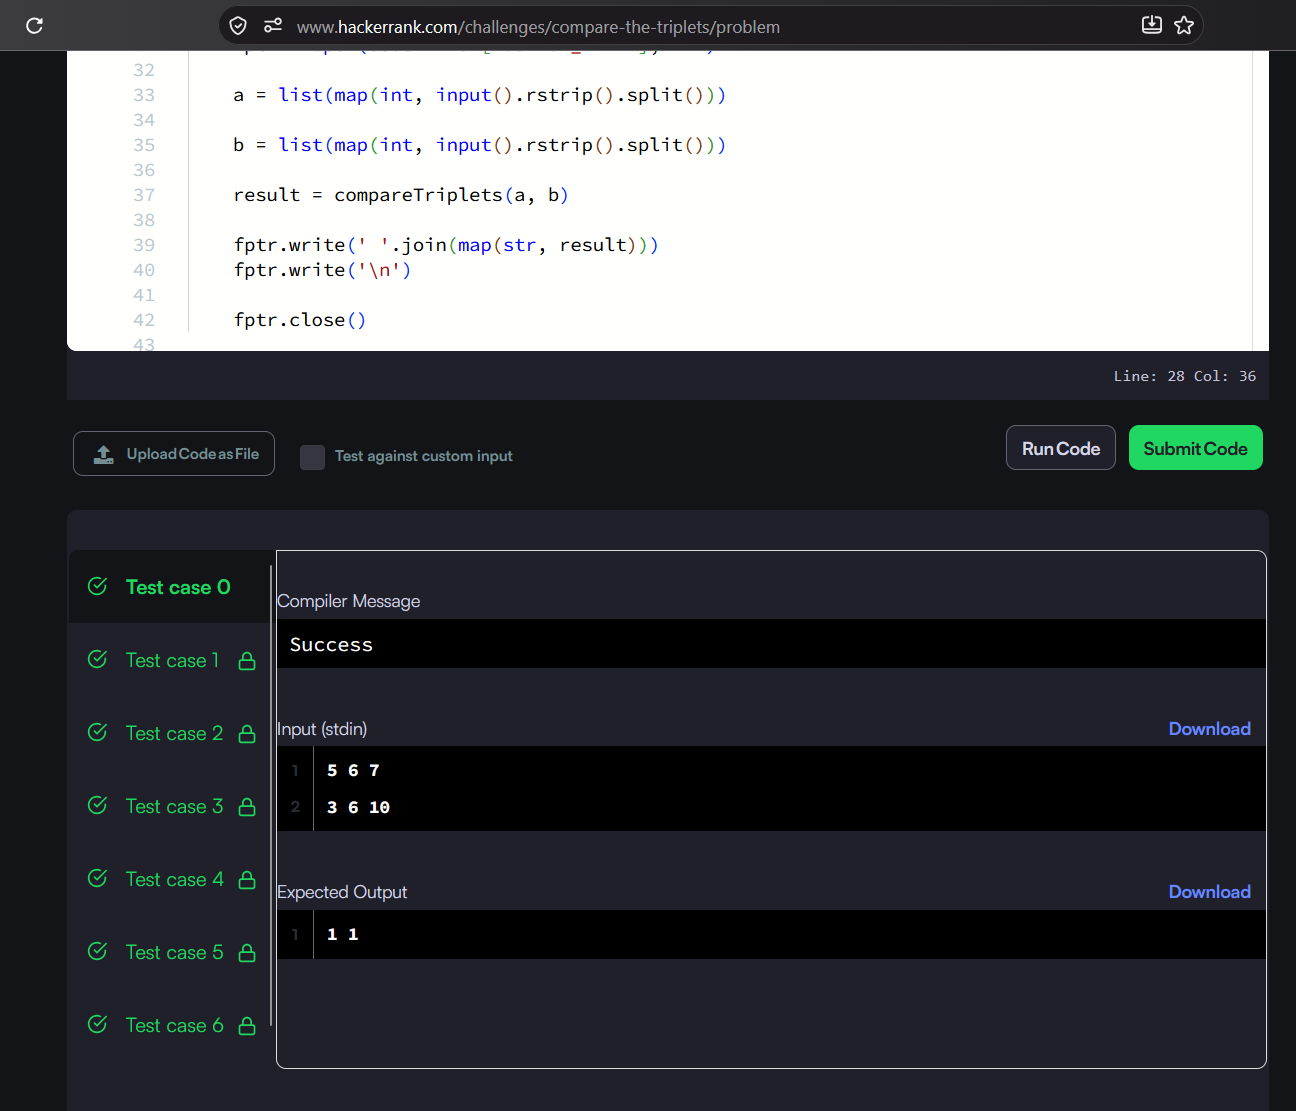 www.hackerrank.com/challenges/compare-the-triplets/problem
32
33 a = list(map(int, input().rstrip().split()))
34
35 b = list(map(int, input().rstrip().split()))
36
37 result = compareTriplets(a, b)
38
39 fptr.write(' '.join(map(str, result)))
40 fptr.write('\n')
41
42 fptr.close()
43
Line: 28 Col: 36
Upload Code as File
Test against custom input
Run Code
Submit Code
Test case 0
Test case 1
Test case 2
Test case 3
Test case 4
Test case 5
Test case 6
Compiler Message
Success
Input (stdin)
Download
1 5 6 7
2 3 6 10
Expected Output
Download
1 1 1